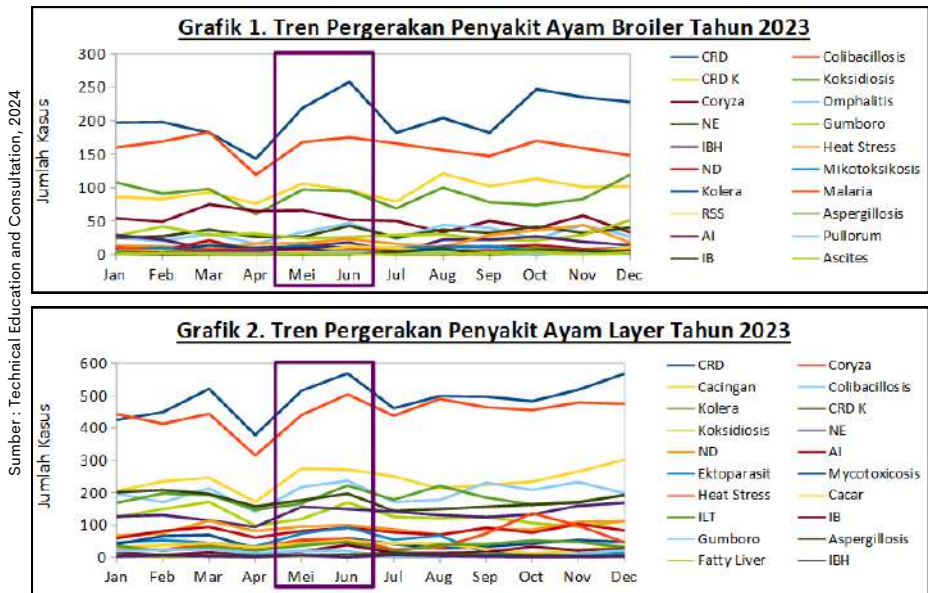 Sumber : Technical Education and Consultation, 2024
Grafik 1. Tren Pergerakan Penyakit Ayam Broiler Tahun 2023
Jumlah Kasus
300
250
200
150
100
50
0
Jan Feb Mar Apr Mei Jun Jul Aug Sep Oct Nov Dec
CRD Colibacillosis
CRD K Koksidiosis
Coryza Omphalitis
NE Gumboro
IBH Heat Stress
ND Mikotoksikosis
Kolera Malaria
RSS Aspergillosis
AI Pullorum
IB Ascites
Grafik 2. Tren Pergerakan Penyakit Ayam Layer Tahun 2023
Jumlah Kasus
600
500
400
300
200
100
0
Jan Feb Mar Apr Mei Jun Jul Aug Sep Oct Nov Dec
CRD Coryza
Cacingan Colibacillosis
Kolera CRD K
Koksidiosis NE
ND AI
Ektoparasit Mycotoxicosis
Heat Stress Cacar
ILT IB
Gumboro Aspergillosis
Fatty Liver IBH